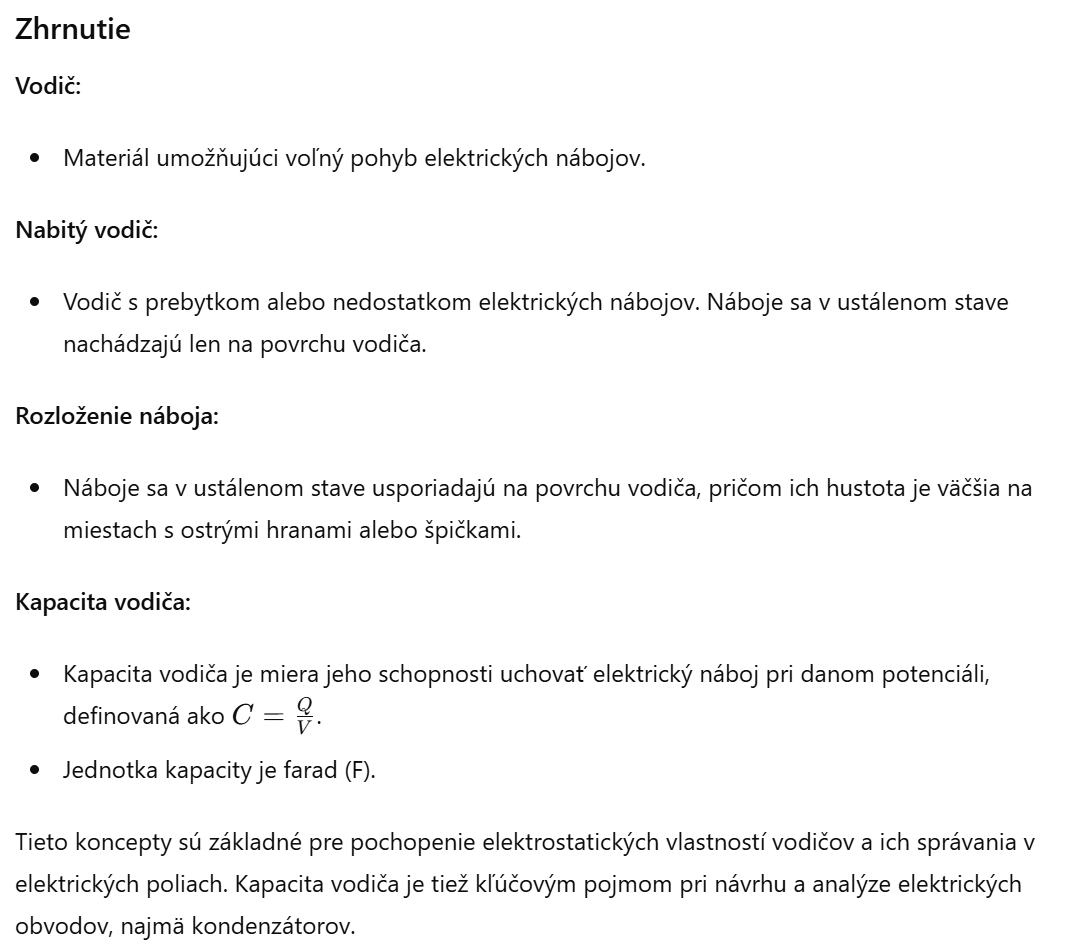 Zhrnutie
Vodič:
• Materiál umožňujúci voľný pohyb elektrických nábojov.
Nabitý vodič:
• Vodič s prebytkom alebo nedostatkom elektrických nábojov. Náboje sa v ustálenom stave
nachádzajú len na povrchu vodiča.
Rozloženie náboja:
• Náboje sa v ustálenom stave usporiadajú na povrchu vodiča, pričom ich hustota je väčšia na
miestach s ostrými hranami alebo špičkami.
Kapacita vodiča:
• Kapacita vodiča je miera jeho schopnosti uchovať elektrický náboj pri danom potenciáli,
definovaná ako C = Q/V.
• Jednotka kapacity je farad (F).
Tieto koncepty sú základné pre pochopenie elektrostatických vlastností vodičov a ich správania v
elektrických poliach. Kapacita vodiča je tiež kľúčovým pojmom pri návrhu a analýze elektrických
obvodov, najmä kondenzátorov.